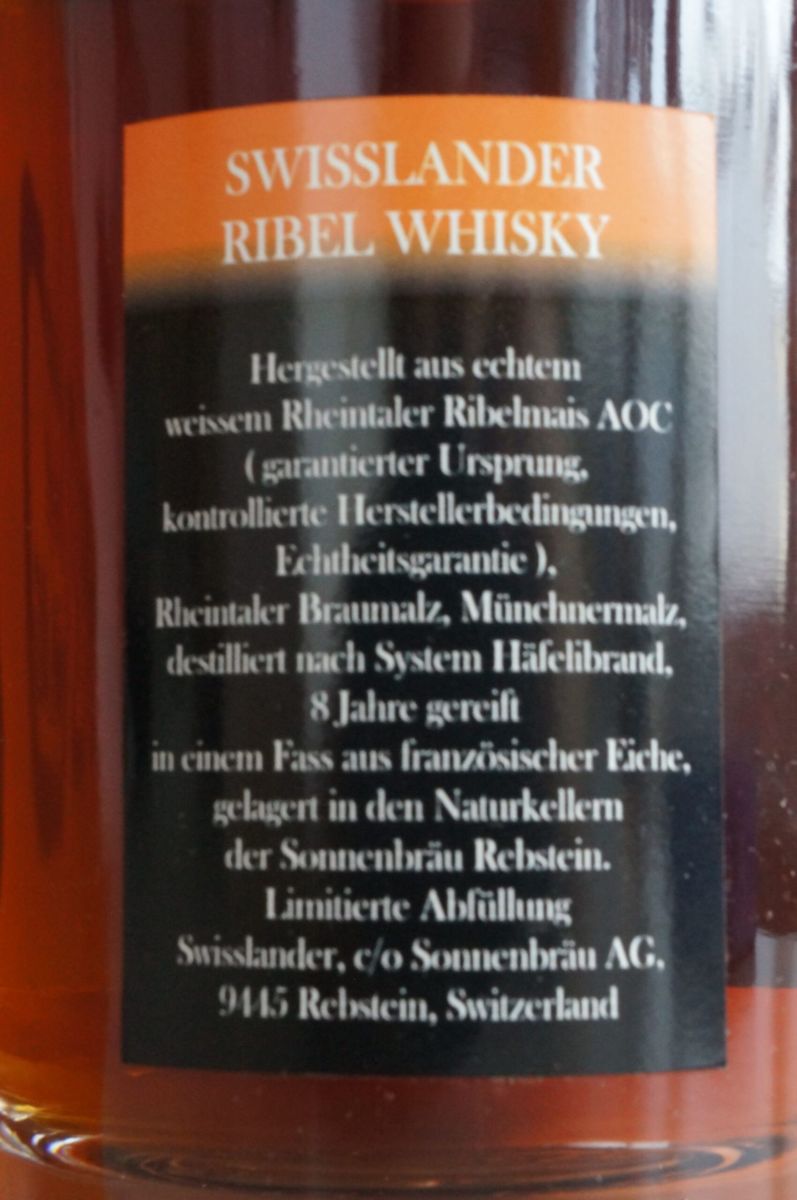 SWISSLANDER
RIBEL WHISKY
Hergestellt aus echtem
weissem Rheintaler Ribelmais AOC
( garantierter Ursprung,
kontrollierte Herstellerbedingungen,
Echtheitsgarantie ),
Rheintaler Braumalz, Münchnermalz,
destilliert nach System Häfelibrand,
8 Jahre gereift
in einem Fass aus französischer Eiche,
gelagert in den Naturkellern
der Sonnenbräu Rebstein.
Limitierte Abfüllung
Swisslander, c/o Sonnenbräu AG,
9445 Rebstein, Switzerland